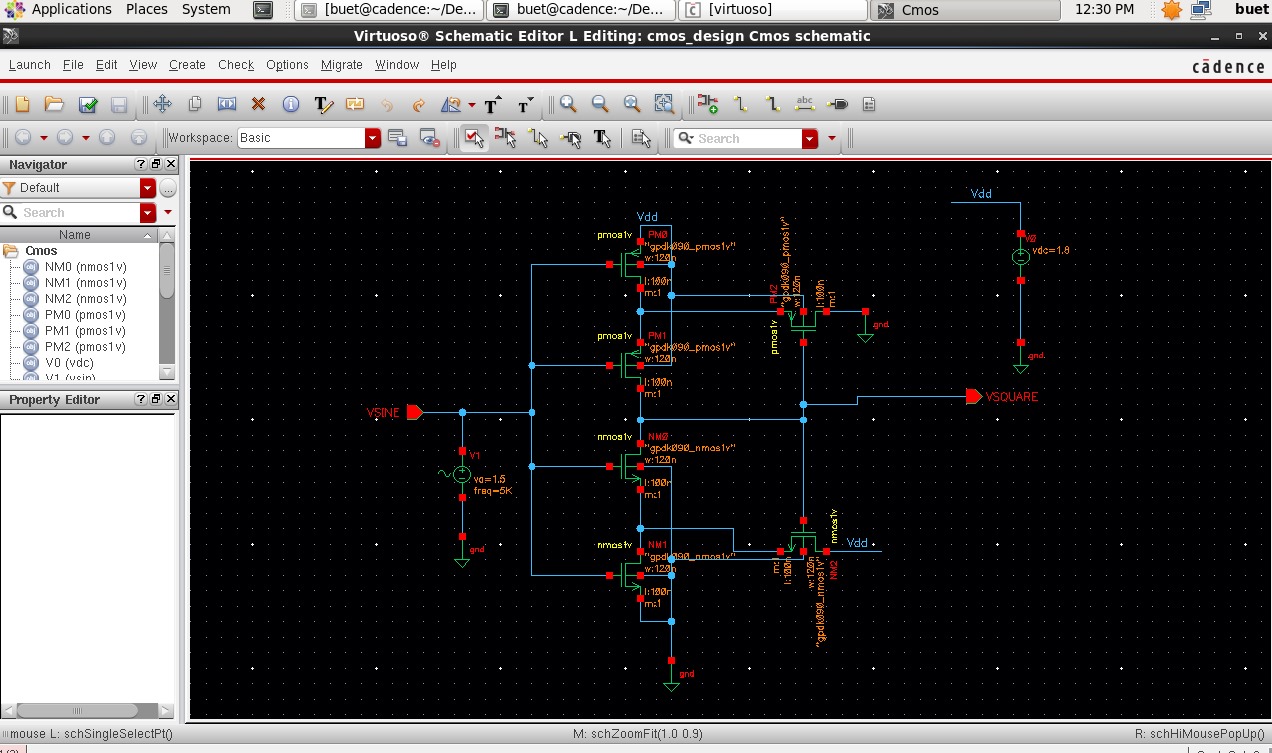 Applications Places System [buet@cadence:~/De... buet@cadence:~/De... [virtuoso] Cmos 12:30 PM buet
Virtuoso® Schematic Editor L Editing: cmos_design Cmos schematic
Launch File Edit View Create Check Options Migrate Window Help cādence
Workspace: Basic Search
Navigator
Default
Search
Name
Cmos
NM0 (nmos1v)
NM1 (nmos1v)
NM2 (nmos1v)
PM0 (pmos1v)
PM1 (pmos1v)
PM2 (pmos1v)
V0 (vdc)
V1 (vsin)
Property Editor
Vdd
pmos1v PM0
"gpdk090_pmos1v"
w:120n
l:100n
m:1
pmos1v PM1
"gpdk090_pmos1v"
w:120n
l:100n
m:1
nmos1v NM0
"gpdk090_nmos1v"
w:120n
l:100n
m:1
nmos1v NM1
"gpdk090_nmos1v"
w:120n
l:100n
m:1
gnd
VSINE
V1
va=1.5
freq=5K
gnd
pmos1v
PM2
"gpdk090_pmos1v"
w:120n
l:100n
m:1
gnd
Vdd
V0
vdc=1.8
gnd
VSQUARE
nmos1v
Vdd
NM2
"gpdk090_nmos1v"
w:120n
l:100n
m:1
mouse L: schSingleSelectPt() M: schZoomFit(1.0 0.9) R: schHiMousePopUp()